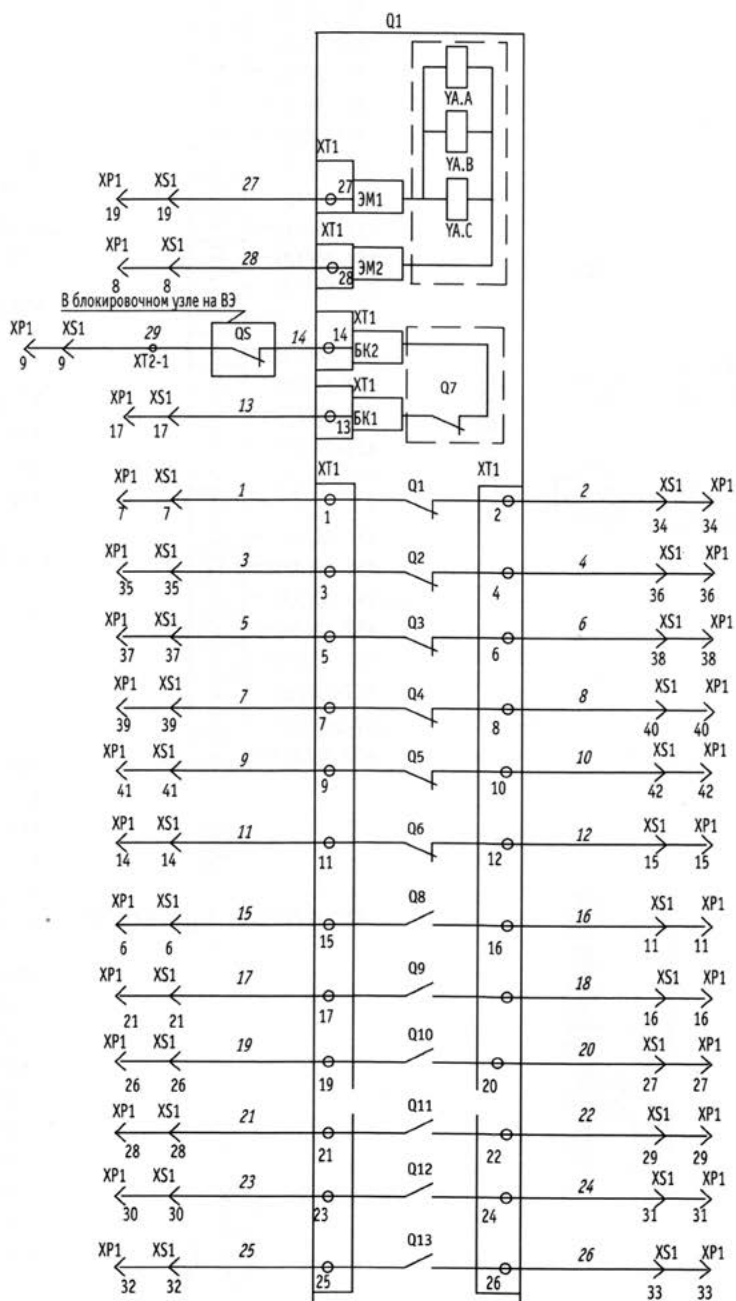 Q1
YA.A
YA.B
YA.C
XT1
XP1 XS1 27 27 ЭМ1
19 19
XT1
XP1 XS1 28 28 ЭМ2
8 8
В блокировочном узле на ВЭ
XP1 XS1 29 QS 14 14 XT1
9 9 XT2-1 БК2
XT1 Q7
XP1 XS1 13 13 БК1
17 17
XT1 XT1
XP1 XS1 1 Q1 2 XS1 XP1
7 7 1 2 34 34
XP1 XS1 3 Q2 4 XS1 XP1
35 35 3 4 36 36
XP1 XS1 5 Q3 6 XS1 XP1
37 37 5 6 38 38
XP1 XS1 7 Q4 8 XS1 XP1
39 39 7 8 40 40
XP1 XS1 9 Q5 10 XS1 XP1
41 41 9 10 42 42
XP1 XS1 11 Q6 12 XS1 XP1
14 14 11 12 15 15
XP1 XS1 15 Q8 16 XS1 XP1
6 6 15 16 11 11
XP1 XS1 17 Q9 18 XS1 XP1
21 21 17 16 16
XP1 XS1 19 Q10 20 XS1 XP1
26 26 19 20 27 27
XP1 XS1 21 Q11 22 XS1 XP1
28 28 21 22 29 29
XP1 XS1 23 Q12 24 XS1 XP1
30 30 23 24 31 31
XP1 XS1 25 Q13 26 XS1 XP1
32 32 25 26 33 33